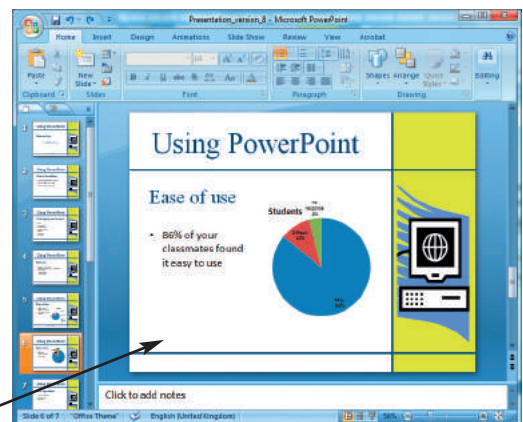 Presentation_version_8 - Microsoft PowerPoint
Home Insert Design Animations Slide Show Review View Acrobat
Paste New Slide Shapes Arrange Quick Styles Editing
Clipboard Slides Font Paragraph Drawing
Using PowerPoint
Ease of use
Students
• 86% of your
classmates found
it easy to use
Click to add notes
Slide 6 of 7 "Office Theme" English (United Kingdom) 56%